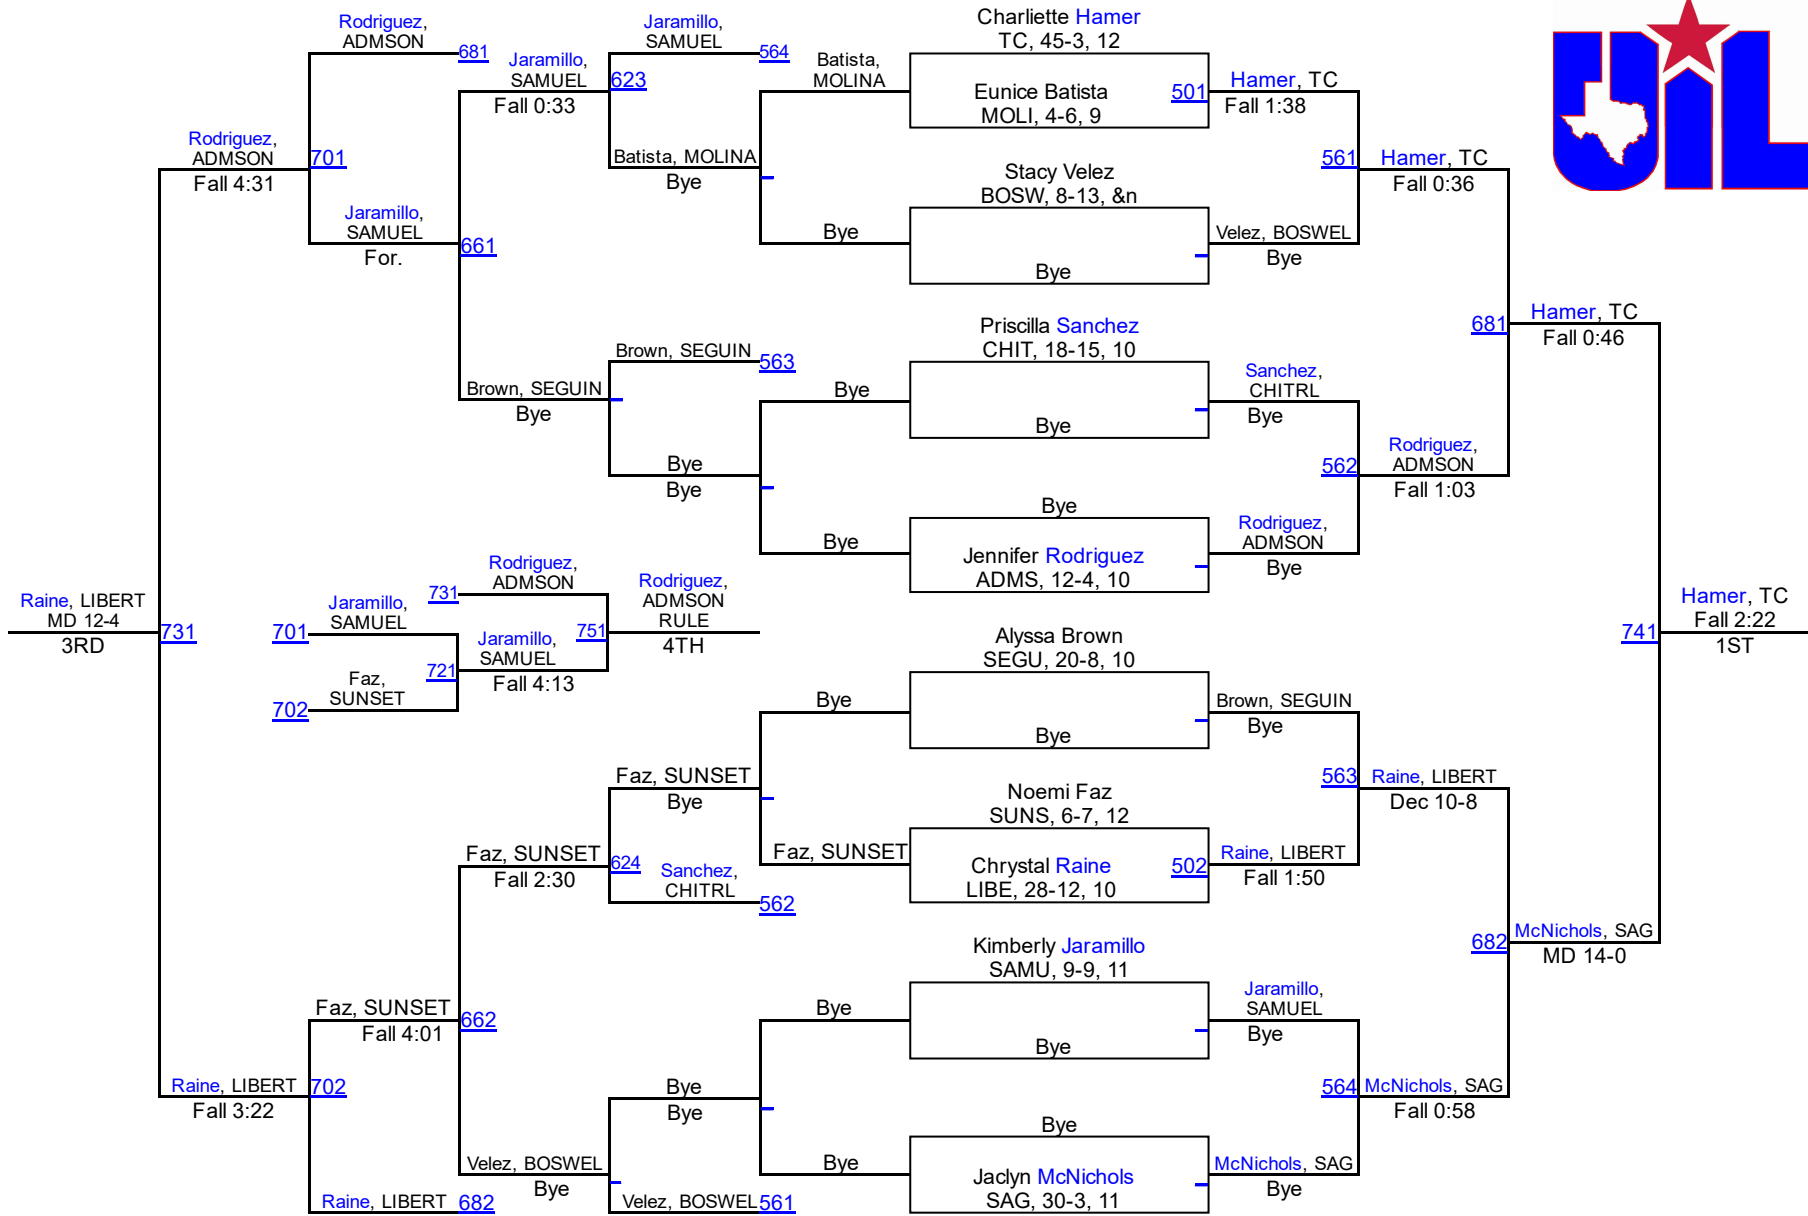 Rodriguez,
ADMSON
681
Jaramillo,
SAMUEL
564
Charliette Hamer
TC, 45-3, 12
UIL
Jaramillo,
SAMUEL
623
Fall 0:33
Batista,
MOLINA
Eunice Batista
MOLI, 4-6, 9
501
Hamer, TC
Fall 1:38
Rodriguez,
ADMSON
701
Fall 4:31
Batista, MOLINA
Bye
Stacy Velez
BOSW, 8-13, &n
561
Hamer, TC
Fall 0:36
Jaramillo,
SAMUEL
661
For.
Bye
Bye
Velez, BOSWEL
Bye
Priscilla Sanchez
CHIT, 18-15, 10
681
Hamer, TC
Fall 0:46
Brown, SEGUIN
563
Brown, SEGUIN
Bye
Bye
Bye
Sanchez,
CHITRL
Bye
Bye
Bye
562
Rodriguez,
ADMSON
Fall 1:03
Bye
Bye
Jennifer Rodriguez
ADMS, 12-4, 10
Rodriguez,
ADMSON
Bye
Raine, LIBERT
MD 12-4
731
3RD
Rodriguez,
ADMSON
731
Jaramillo,
SAMUEL
701
Jaramillo,
SAMUEL
721
Fall 4:13
751
Faz,
SUNSET
702
Rodriguez,
ADMSON
RULE
4TH
Hamer, TC
Fall 2:22
741
1ST
Alyssa Brown
SEGU, 20-8, 10
Bye
Bye
Brown, SEGUIN
Bye
Faz, SUNSET
Bye
Noemi Faz
SUNS, 6-7, 12
563
Raine, LIBERT
Dec 10-8
Faz, SUNSET
624
Fall 2:30
Faz, SUNSET
Chrystal Raine
LIBE, 28-12, 10
502
Raine, LIBERT
Fall 1:50
Sanchez,
CHITRL
562
Kimberly Jaramillo
SAMU, 9-9, 11
682
McNichols, SAG
MD 14-0
Faz, SUNSET
662
Fall 4:01
Bye
Bye
Jaramillo,
SAMUEL
Bye
Raine, LIBERT
702
Fall 3:22
Bye
Bye
564
McNichols, SAG
Fall 0:58
Bye
Velez, BOSWEL
Bye
Bye
Jaclyn McNichols
SAG, 30-3, 11
McNichols, SAG
Bye
Raine, LIBERT
682
Velez, BOSWEL
561